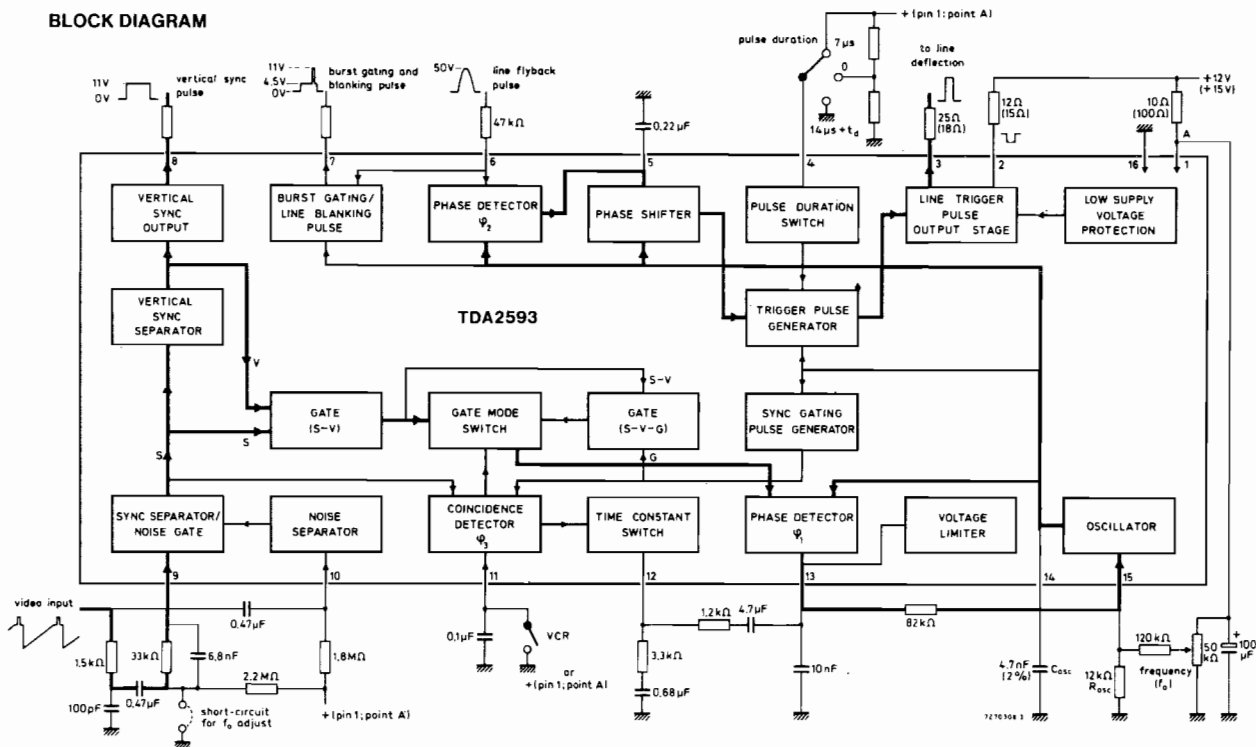 BLOCK DIAGRAM
11V
0V
vertical sync
pulse
11V
4.5V
0V
burst gating and
blanking pulse
50V
line flyback
pulse
47kΩ
0,22µF
pulse duration
7µs
0
14µs+td
+(pin 1; point A)
to line
deflection
25Ω
(18Ω)
12Ω
(15Ω)
+12V
(+15V)
10Ω
(100Ω)
A
8
7
6
5
4
3
2
16
1
VERTICAL
SYNC
OUTPUT
BURST GATING/
LINE BLANKING
PULSE
PHASE DETECTOR
φ2
PHASE SHIFTER
PULSE DURATION
SWITCH
LINE TRIGGER
PULSE
OUTPUT STAGE
LOW SUPPLY
VOLTAGE
PROTECTION
VERTICAL
SYNC
SEPARATOR
TDA2593
TRIGGER PULSE
GENERATOR
V
S
S
S-V
G
GATE
(S-V)
GATE MODE
SWITCH
GATE
(S-V-G)
SYNC GATING
PULSE GENERATOR
SYNC SEPARATOR/
NOISE GATE
NOISE
SEPARATOR
COINCIDENCE
DETECTOR
φ3
TIME CONSTANT
SWITCH
PHASE DETECTOR
φ1
VOLTAGE
LIMITER
OSCILLATOR
9
10
11
12
13
14
15
video input
0,47µF
1,5kΩ
33kΩ
6,8nF
1,8MΩ
0,47µF
2,2MΩ
100pF
short-circuit
for fo adjust
+(pin 1; point A)
0,1µF
VCR
or
+(pin 1; point A)
1,2kΩ
4,7µF
3,3kΩ
0,68µF
10nF
82kΩ
4,7nF
(2%)
Cosc
12kΩ
Rosc
120kΩ
frequency
(fo)
50
kΩ
+
100
µF
7Z70308.1